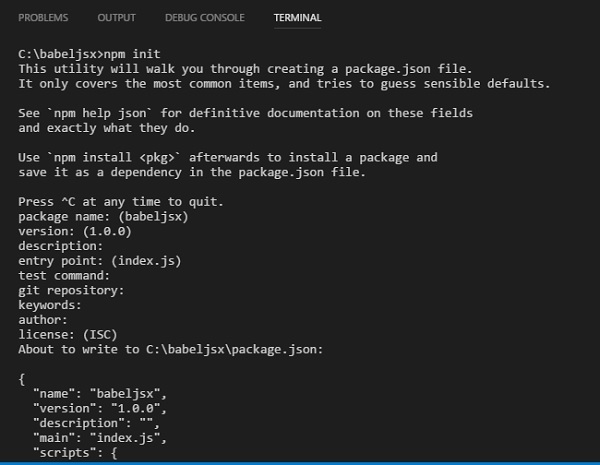 PROBLEMS OUTPUT DEBUG CONSOLE TERMINAL
C:\babeljsx>npm init
This utility will walk you through creating a package.json file.
It only covers the most common items, and tries to guess sensible defaults.
See `npm help json` for definitive documentation on these fields
and exactly what they do.
Use `npm install <pkg>` afterwards to install a package and
save it as a dependency in the package.json file.
Press ^C at any time to quit.
package name: (babeljsx)
version: (1.0.0)
description:
entry point: (index.js)
test command:
git repository:
keywords:
author:
license: (ISC)
About to write to C:\babeljsx\package.json:
{
  "name": "babeljsx",
  "version": "1.0.0",
  "description": "",
  "main": "index.js",
  "scripts": {